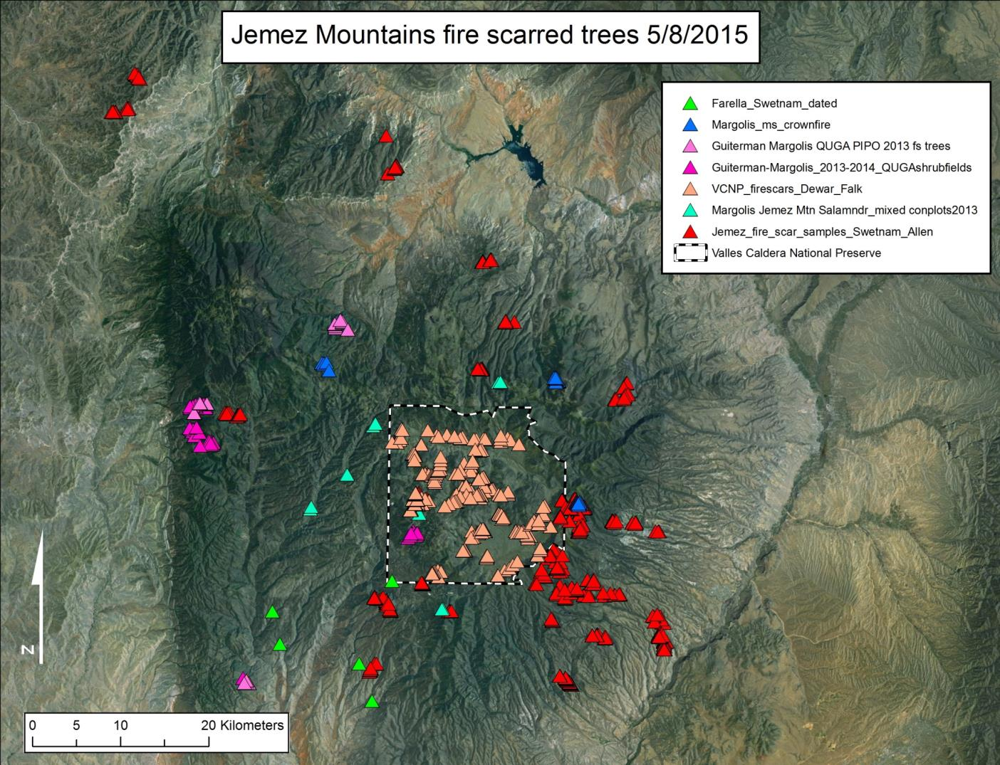 Jemez Mountains fire scarred trees 5/8/2015
Farella_Swetnam_dated
Margolis_ms_crownfire
Guiterman Margolis QUGA PIPO 2013 fs trees
Guiterman-Margolis_2013-2014_QUGAshrubfields
VCNP_firescars_Dewar_Falk
Margolis Jemez Mtn Salamndr_mixed conplots2013
Jemez_fire_scar_samples_Swetnam_Allen
Valles Caldera National Preserve
N
0 5 10 20 Kilometers